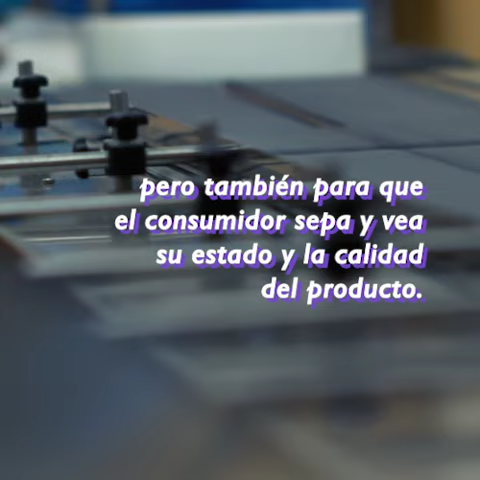 pero también para que
el consumidor sepa y vea
su estado y la calidad
del producto.